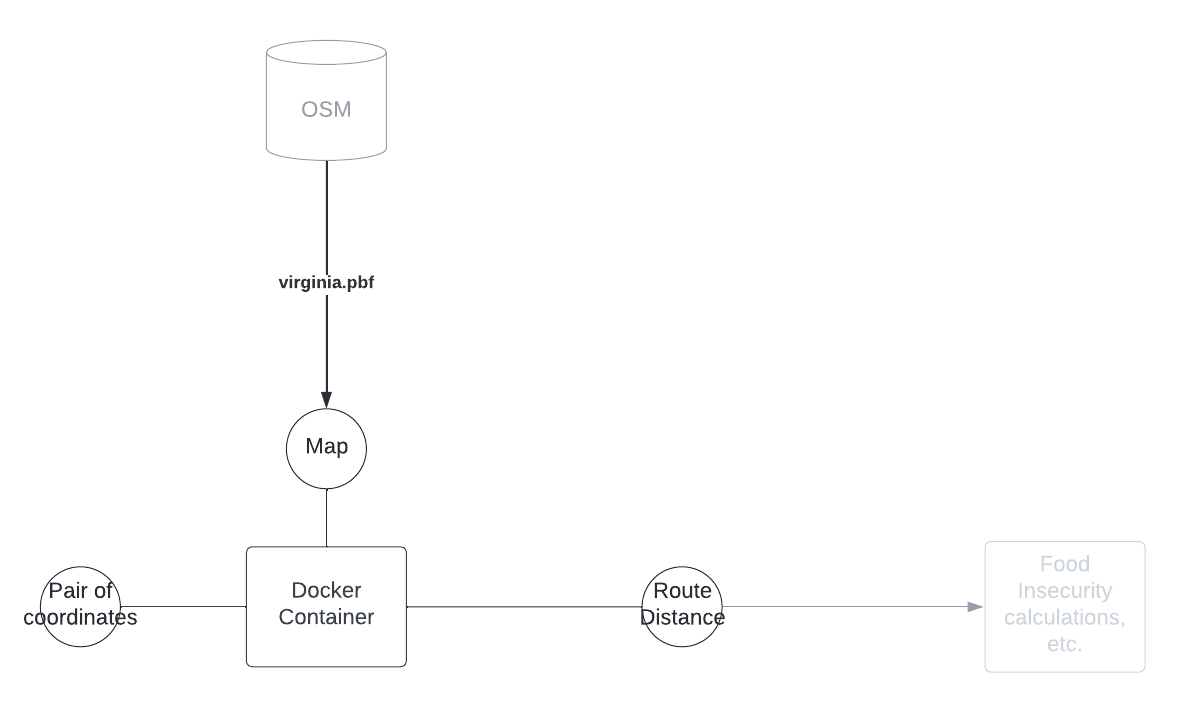 OSM
virginia.pbf
Map
Pair of
coordinates
Docker
Container
Route
Distance
Food
Insecurity
calculations,
etc.